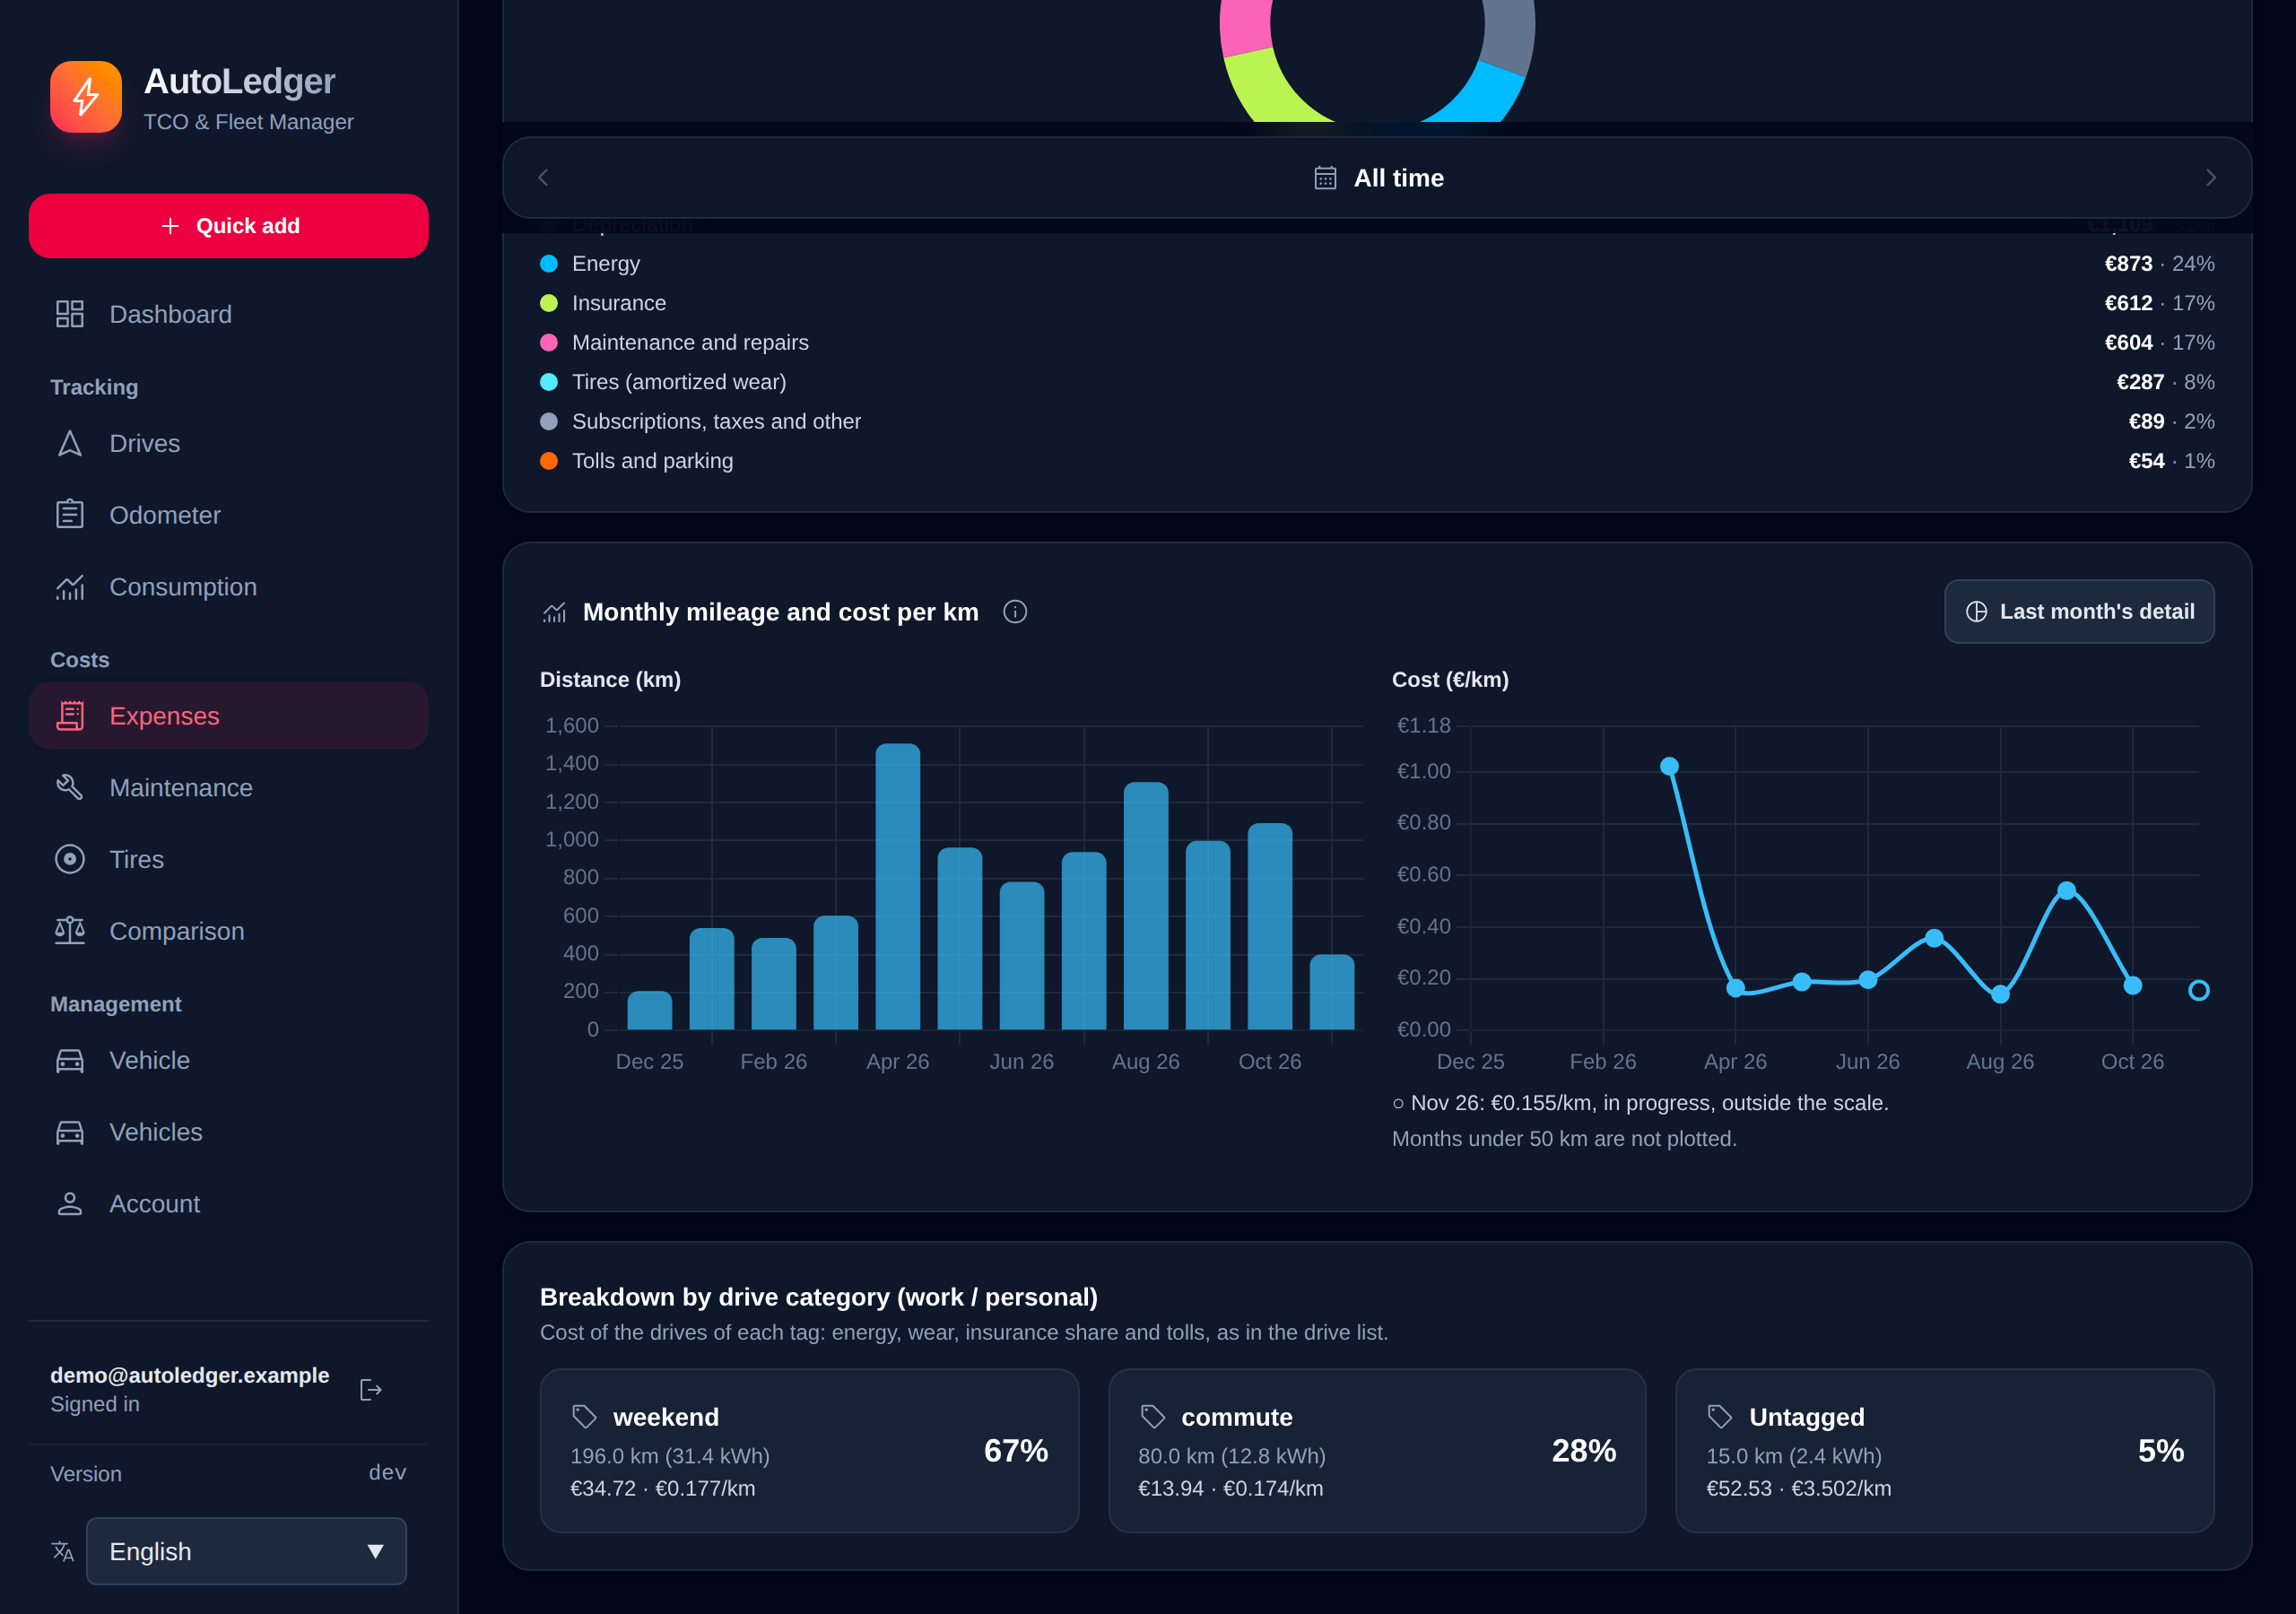 AutoLedger
TCO & Fleet Manager
Quick add
Dashboard
Tracking
Drives
Odometer
Consumption
Costs
Expenses
Maintenance
Tires
Comparison
Management
Vehicle
Vehicles
Account
demo@autoledger.example
Signed in
Version dev
English
All time
Depreciation €1,109 · 31%
Energy €873 · 24%
Insurance €612 · 17%
Maintenance and repairs €604 · 17%
Tires (amortized wear) €287 · 8%
Subscriptions, taxes and other €89 · 2%
Tolls and parking €54 · 1%
Monthly mileage and cost per km
Last month's detail
Distance (km)
1,600
1,400
1,200
1,000
800
600
400
200
0
Dec 25 Feb 26 Apr 26 Jun 26 Aug 26 Oct 26
Cost (€/km)
€1.18
€1.00
€0.80
€0.60
€0.40
€0.20
€0.00
Dec 25 Feb 26 Apr 26 Jun 26 Aug 26 Oct 26
○ Nov 26: €0.155/km, in progress, outside the scale.
Months under 50 km are not plotted.
Breakdown by drive category (work / personal)
Cost of the drives of each tag: energy, wear, insurance share and tolls, as in the drive list.
weekend
196.0 km (31.4 kWh)
€34.72 · €0.177/km
67%
commute
80.0 km (12.8 kWh)
€13.94 · €0.174/km
28%
Untagged
15.0 km (2.4 kWh)
€52.53 · €3.502/km
5%